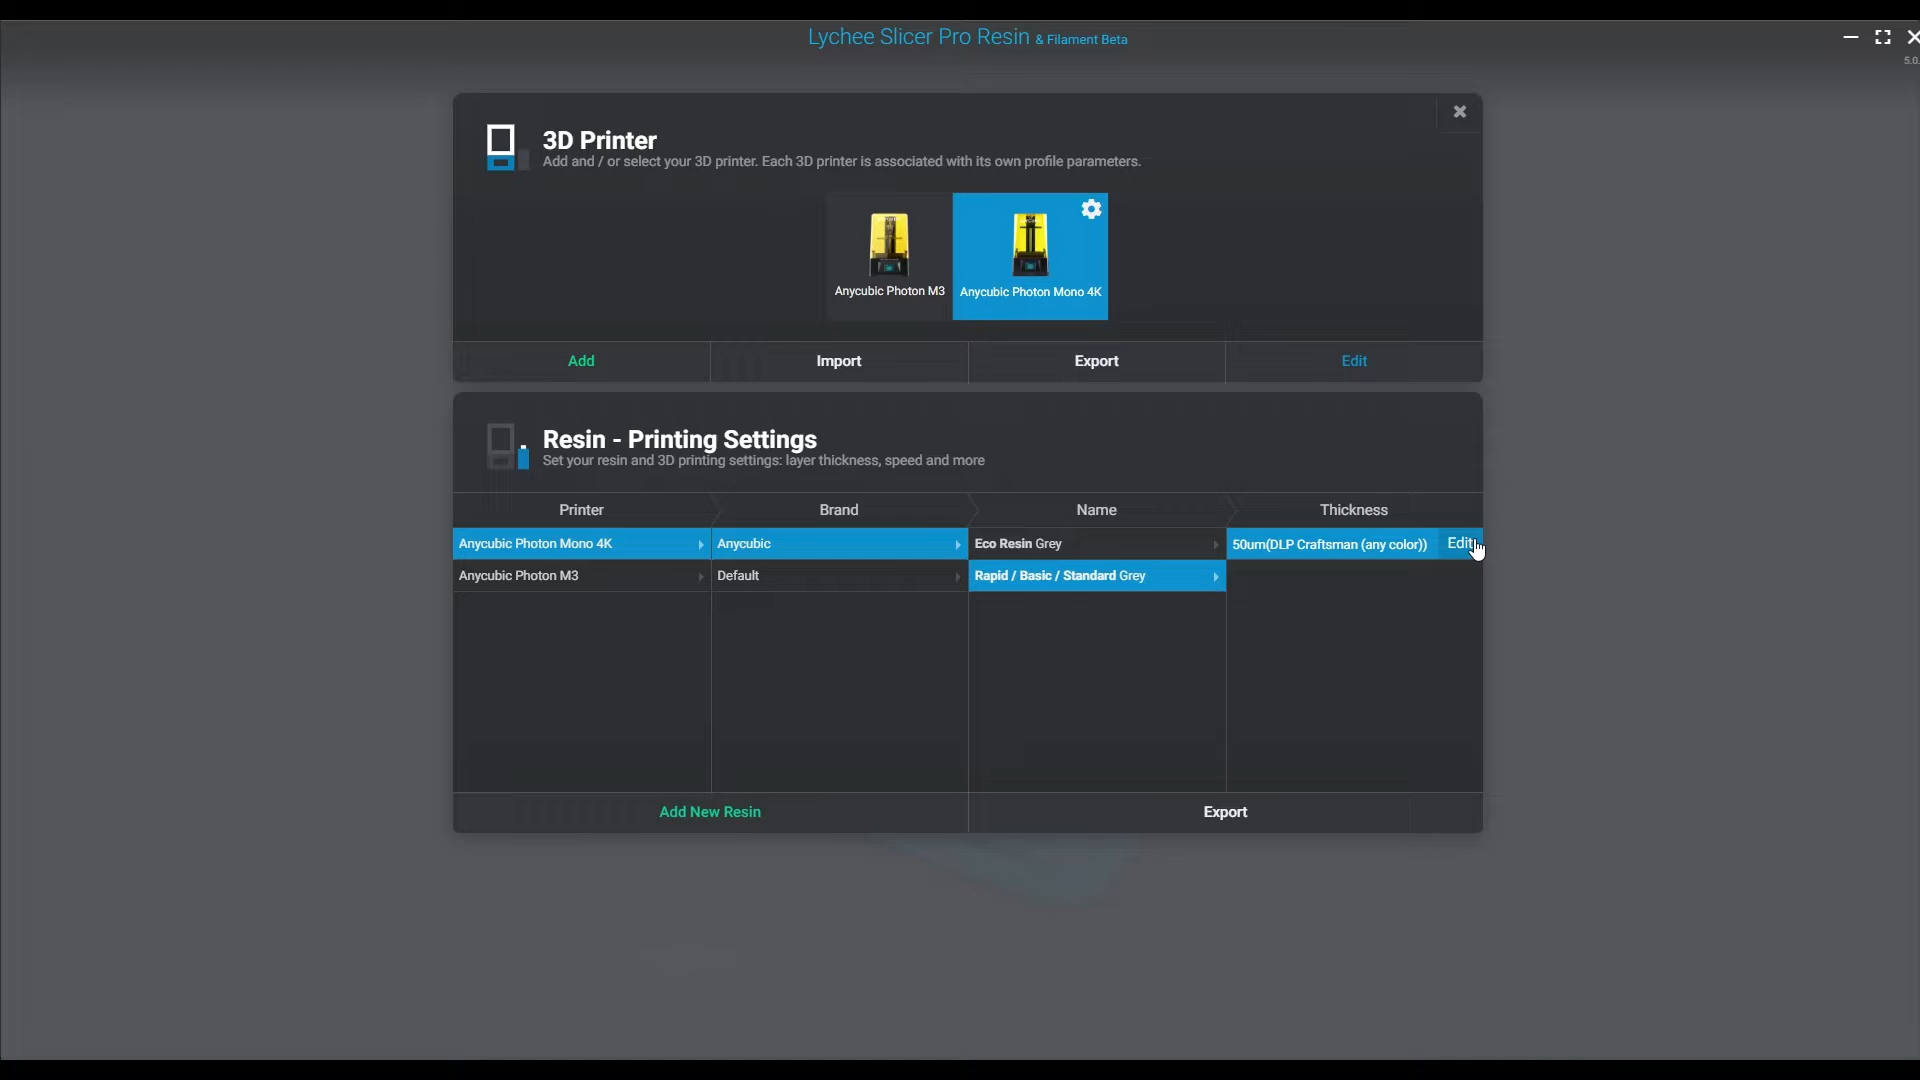 Lychee Slicer Pro Resin & Filament Beta
5.0.
3D Printer
Add and / or select your 3D printer. Each 3D printer is associated with its own profile parameters.
Anycubic Photon M3
Anycubic Photon Mono 4K
Add
Import
Export
Edit
Resin - Printing Settings
Set your resin and 3D printing settings: layer thickness, speed and more
Printer
Brand
Name
Thickness
Anycubic Photon Mono 4K
Anycubic
Eco Resin Grey
50um(DLP Craftsman (any color))
Edit
Anycubic Photon M3
Default
Rapid / Basic / Standard Grey
Add New Resin
Export